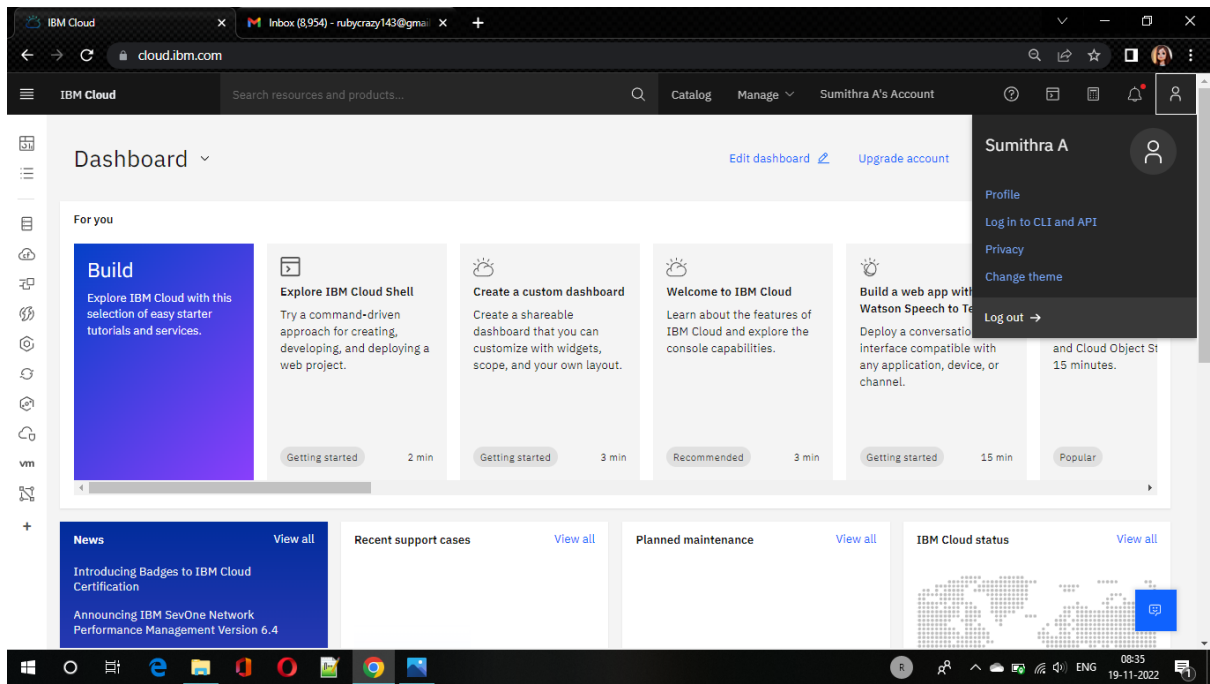 IBM Cloud
Inbox (8,954) - rubycrazy143@gmai
cloud.ibm.com
IBM Cloud
Search resources and products...
Catalog
Manage
Sumithra A's Account
Dashboard
Edit dashboard
Upgrade account
Sumithra A
Profile
Log in to CLI and API
Privacy
Change theme
Log out →
For you
Build
Explore IBM Cloud with this
selection of easy starter
tutorials and services.
Explore IBM Cloud Shell
Try a command-driven
approach for creating,
developing, and deploying a
web project.
Getting started 2 min
Create a custom dashboard
Create a shareable
dashboard that you can
customize with widgets,
scope, and your own layout.
Getting started 3 min
Welcome to IBM Cloud
Learn about the features of
IBM Cloud and explore the
console capabilities.
Recommended 3 min
Build a web app with
Watson Speech to Te
Deploy a conversatio
interface compatible with
any application, device, or
channel.
Getting started 15 min
and Cloud Object St
15 minutes.
Popular
vm
News View all
Introducing Badges to IBM Cloud
Certification
Announcing IBM SevOne Network
Performance Management Version 6.4
Recent support cases View all
Planned maintenance View all
IBM Cloud status View all
R
ENG
08:35
19-11-2022
1